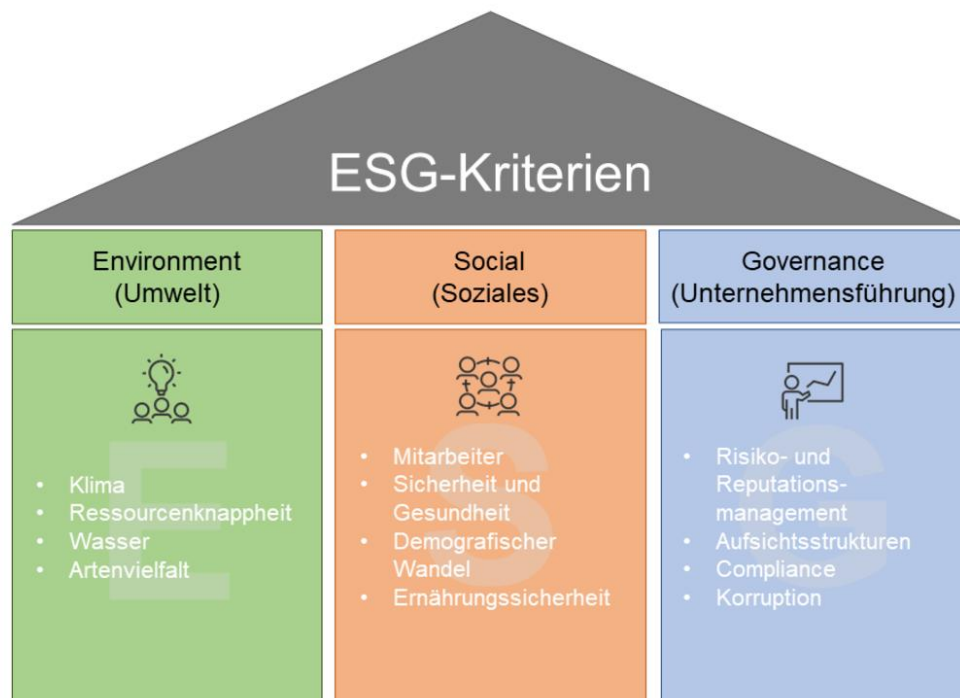 ESG-Kriterien
Environment
(Umwelt)
Social
(Soziales)
Governance
(Unternehmensführung)
E
• Klima
• Ressourcenknappheit
• Wasser
• Artenvielfalt
S
• Mitarbeiter
• Sicherheit und
Gesundheit
• Demografischer
Wandel
• Ernährungssicherheit
G
• Risiko- und
Reputations-
management
• Aufsichtsstrukturen
• Compliance
• Korruption